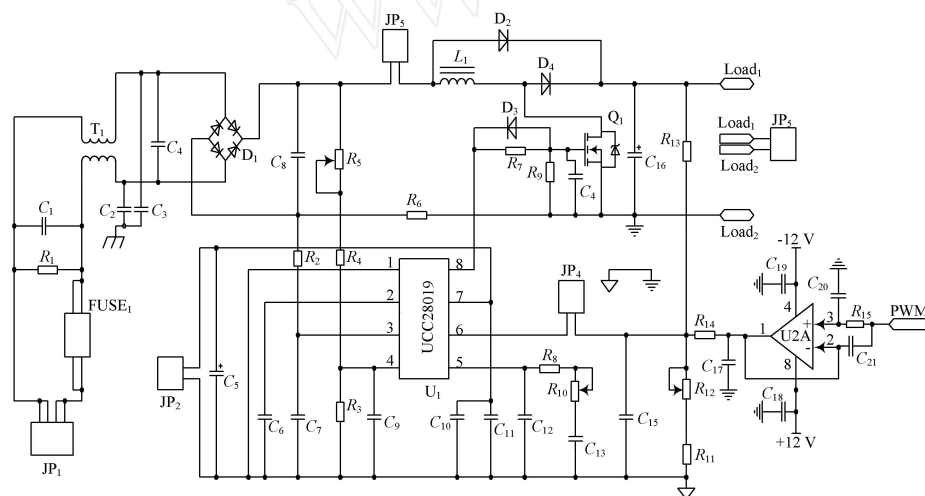 JP₅
D₂
L₁
D₄
Load₁
T₁
D₃
Q₁
C₄
D₁
C₈
R₅
R₇
R₉
C₄
C₁₆
R₁₃
Load₁
Load₂
JP₅
C₁
C₂
C₃
R₆
Load₂
R₁
R₂
R₄
1
8
JP₄
-12 V
C₁₉
C₂₀
FUSE₁
2
7
4
PWM
UCC28019
3
6
R₁₄
1
U2A
+
3
R₁₅
-
2
C₂₁
JP₂
C₅
4
5
R₈
C₁₇
8
U₁
R₁₀
R₁₂
C₁₈
+12 V
C₆
C₇
R₃
C₉
C₁₀
C₁₁
C₁₂
C₁₃
C₁₅
R₁₁
JP₁